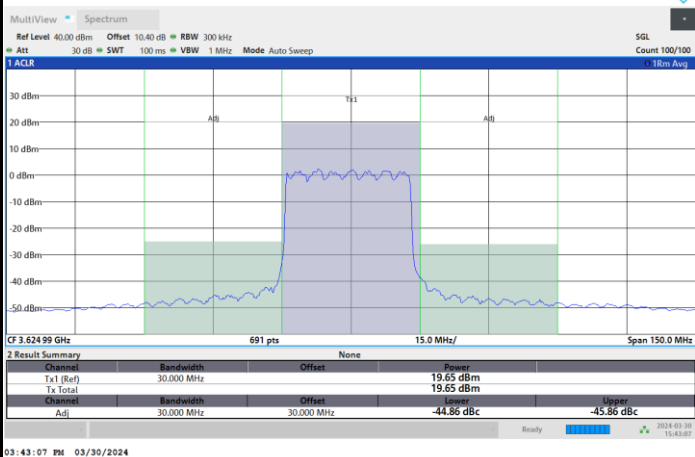 MultiView Spectrum
Ref Level 40.00 dBm Offset 10.40 dB RBW 300 kHz SGL
Att 30 dB SWT 100 ms VBW 1 MHz Mode Auto Sweep Count 100/100
1 ACLR 1Rm Avg
30 dBm
Tx1
20 dBm Adj Adj
10 dBm
0 dBm
-10 dBm
-20 dBm
-30 dBm
-40 dBm
-50 dBm
CF 3.624 99 GHz 691 pts 15.0 MHz/ Span 150.0 MHz
2 Result Summary None
Channel Bandwidth Offset Power
Tx1 (Ref) 30.000 MHz 19.65 dBm
Tx Total 19.65 dBm
Channel Bandwidth Offset Lower Upper
Adj 30.000 MHz 30.000 MHz -44.86 dBc -45.86 dBc
Ready 2024-03-30
15:43:07
03:43:07 PM 03/30/2024